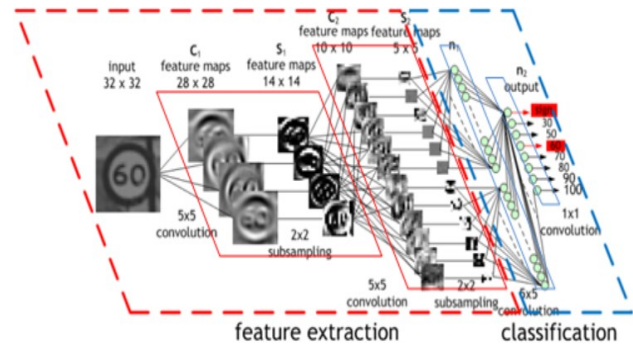 input
32 x 32
C1
feature maps
28 x 28
S1
feature maps
14 x 14
C2
feature maps
10 x 10
S2
feature maps
5 x 5
n1
n2
output
60
sign
30
50
60
70
80
90
100
5x5
convolution
2x2
subsampling
5x5
convolution
2x2
subsampling
6x5
convolution
1x1
convolution
feature extraction
classification